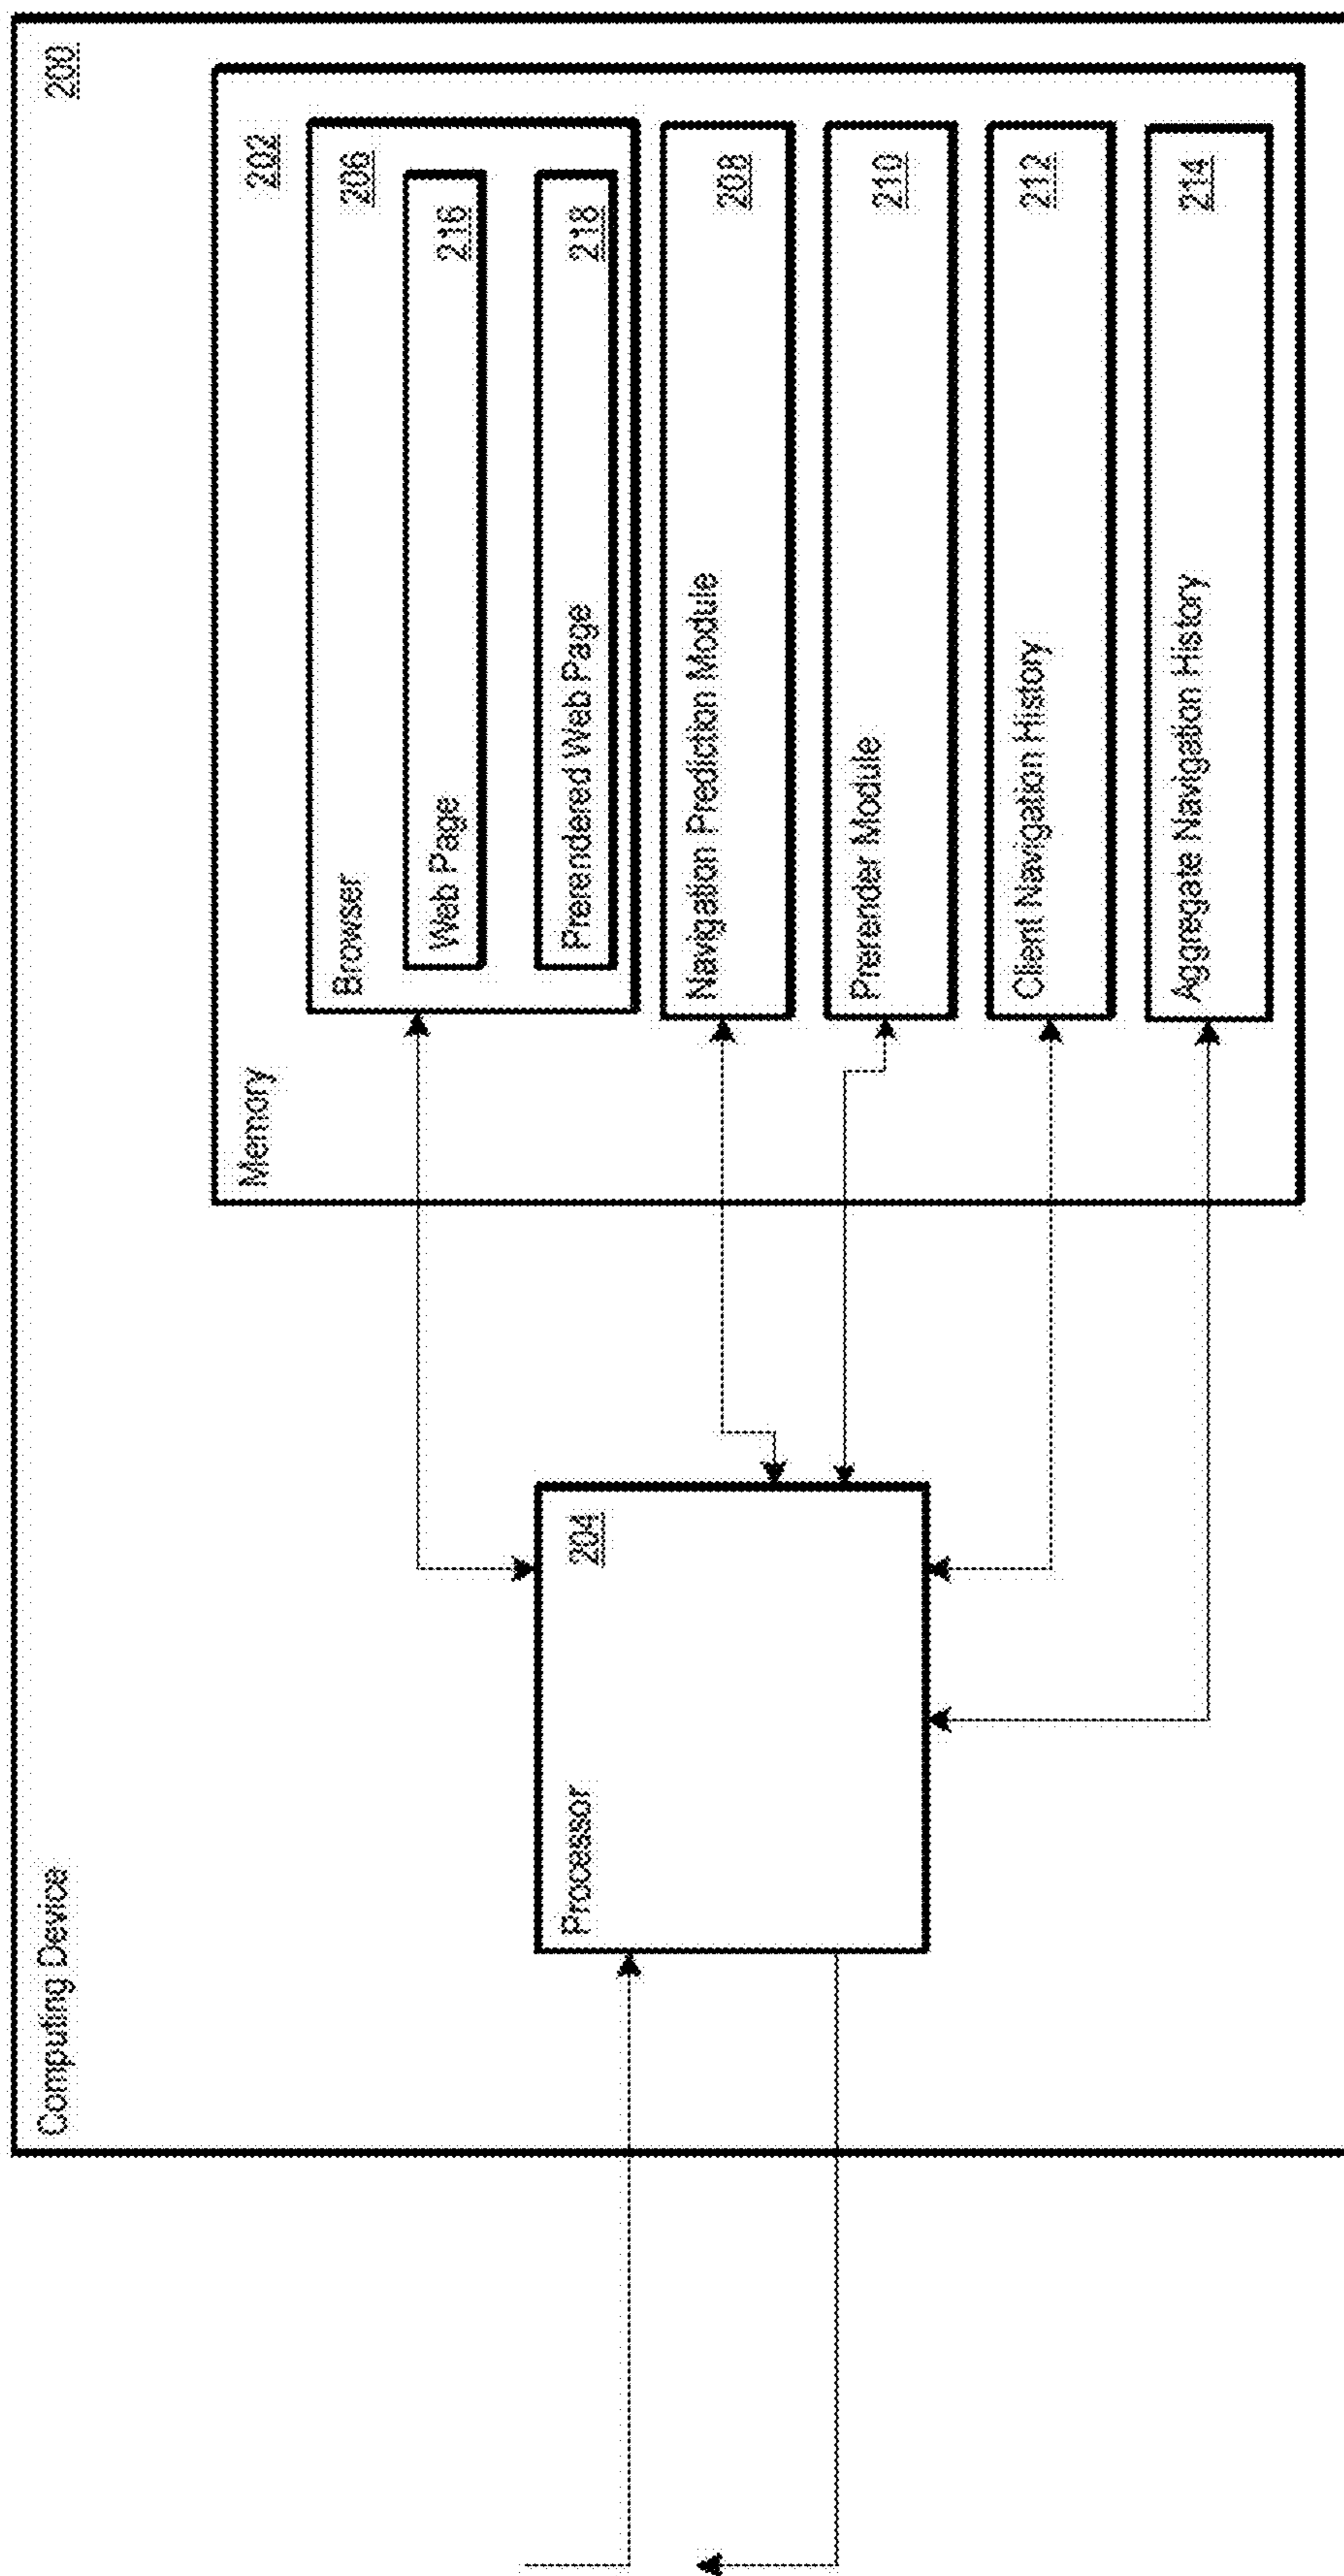 Computing Device 200
Memory 202
Browser 206
Web Page 216
Prerendered Web Page 218
Processor 204
Navigation Prediction Module 208
Prerender Module 210
Client Navigation History 212
Aggregate Navigation History 214